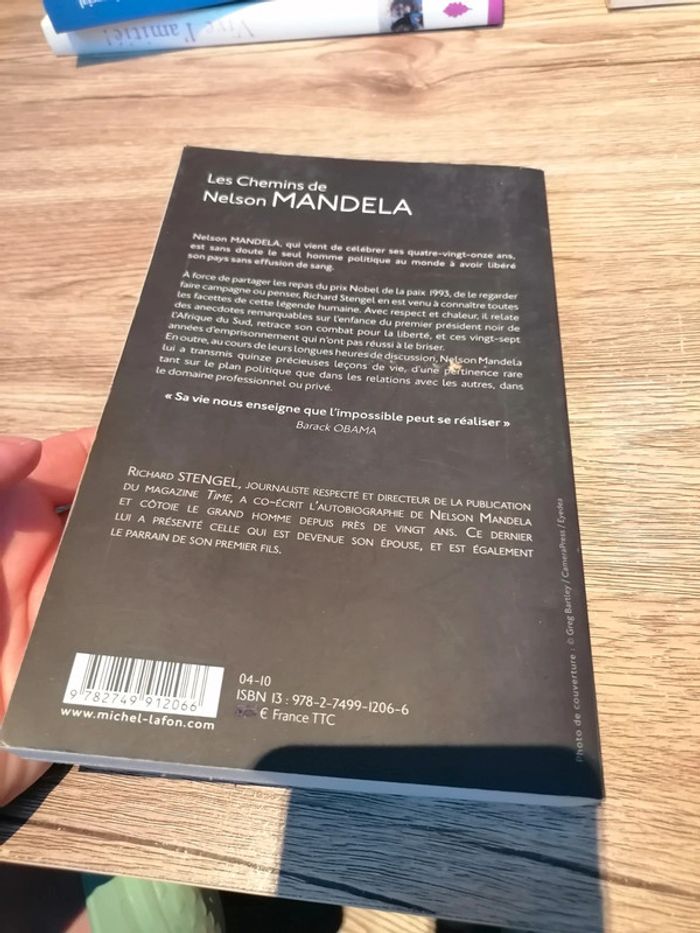 Vive l'amitié!
Les Chemins de
Nelson MANDELA
Nelson MANDELA, qui vient de célébrer ses quatre-vingt-onze ans,
est sans doute le seul homme politique au monde à avoir libéré
son pays sans effusion de sang.
À force de partager les repas du prix Nobel de la paix 1993, de le regarder
faire campagne ou penser, Richard Stengel en est venu à connaître toutes
les facettes de cette légende humaine. Avec respect et chaleur, il relate
des anecdotes remarquables sur l'enfance du premier président noir de
l'Afrique du Sud, retrace son combat pour la liberté, et ces vingt-sept
années d'emprisonnement qui n'ont pas réussi à le briser.
En outre, au cours de leurs longues heures de discussion, Nelson Mandela
lui a transmis quinze précieuses leçons de vie, d'une pertinence rare
tant sur le plan politique que dans les relations avec les autres, dans
le domaine professionnel ou privé.
« Sa vie nous enseigne que l'impossible peut se réaliser »
Barack OBAMA
RICHARD STENGEL, JOURNALISTE RESPECTÉ ET DIRECTEUR DE LA PUBLICATION
DU MAGAZINE TIME, A CO-ÉCRIT L'AUTOBIOGRAPHIE DE NELSON MANDELA
ET CÔTOIE LE GRAND HOMME DEPUIS PRÈS DE VINGT ANS. CE DERNIER
LUI A PRÉSENTÉ CELLE QUI EST DEVENUE SON ÉPOUSE, ET EST ÉGALEMENT
LE PARRAIN DE SON PREMIER FILS.
Photo de couverture : © Greg Bartley / CameraPress / Eyedea
9 782749 912066
www.michel-lafon.com
04-10
ISBN 13 : 978-2-7499-1206-6
€ France TTC